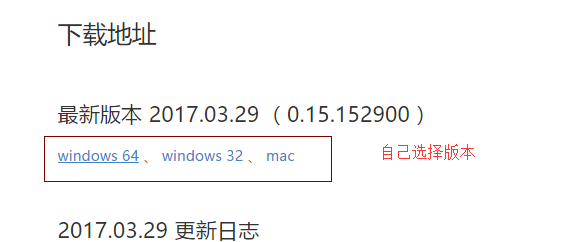 下载地址
最新版本 2017.03.29 （ 0.15.152900 ）
windows 64 、 windows 32 、 mac
自己选择版本
2017.03.29 更新日志